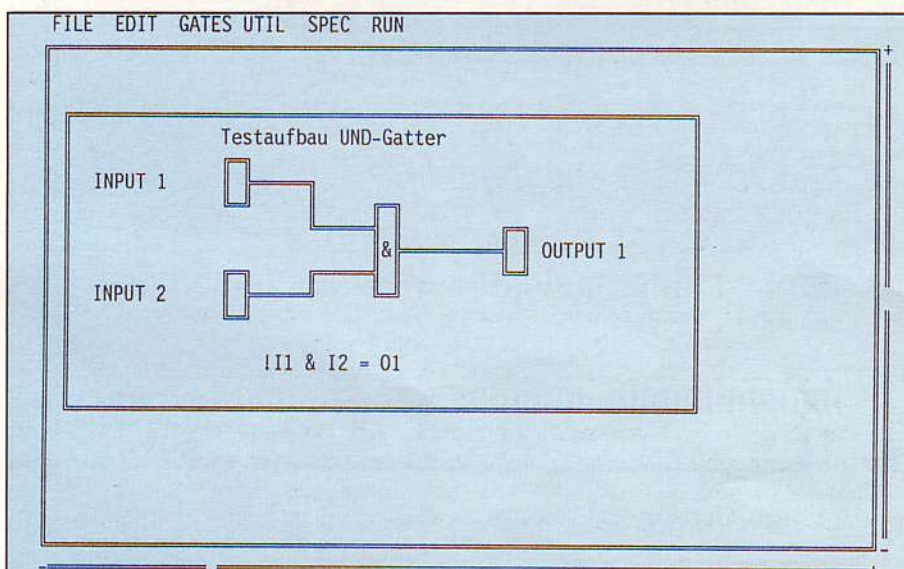 FILE EDIT GATES UTIL SPEC RUN
Testaufbau UND-Gatter
INPUT 1
&
OUTPUT 1
INPUT 2
!I1 & I2 = O1